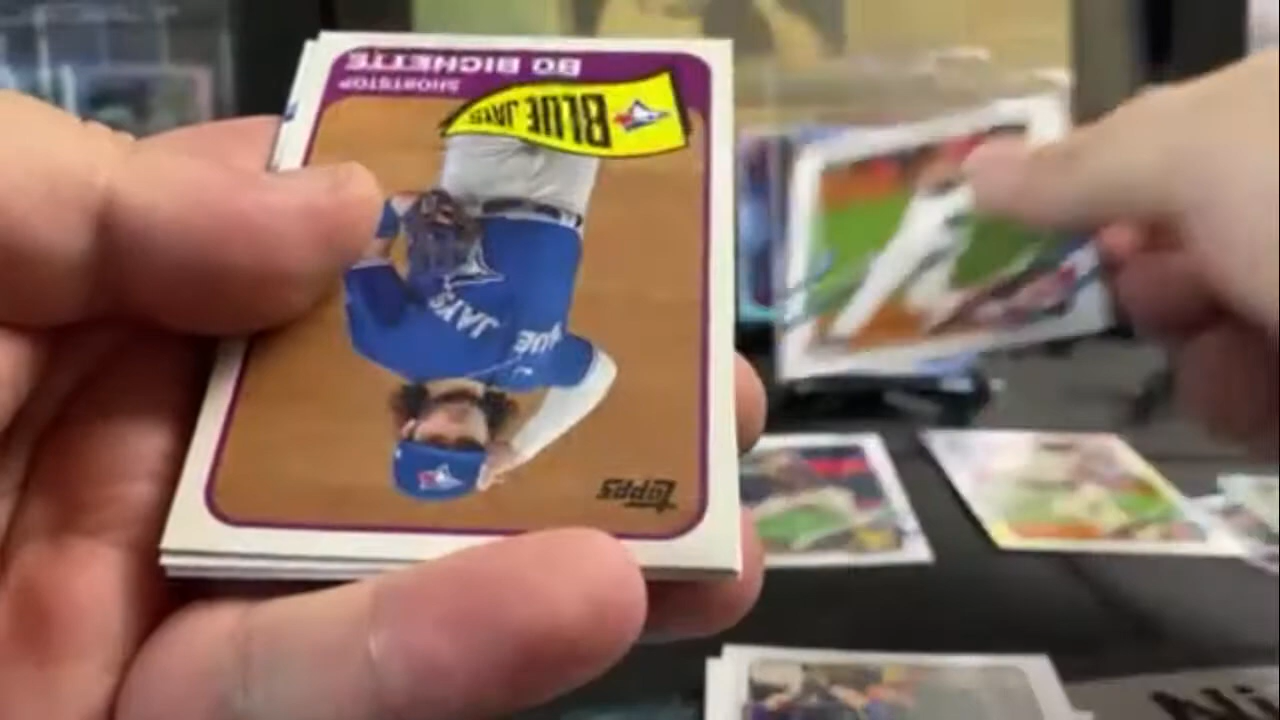 BO BICHETTE
SHORTSTOP
BLUE JAYS
BLUE
JAYS
Topps